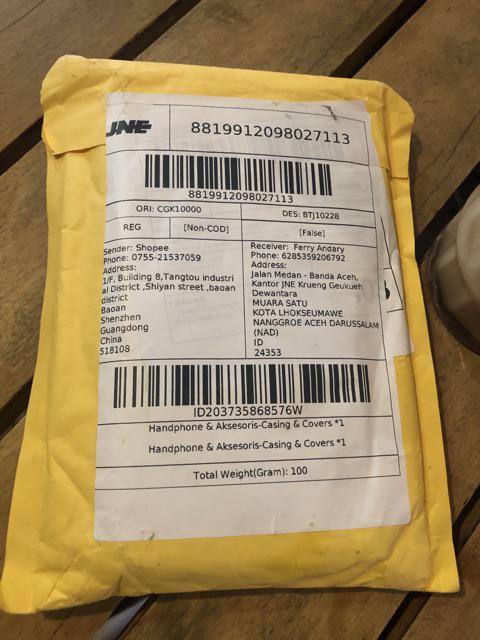 JNE
8819912098027113
8819912098027113
ORI: CGK10000
DES: BTJ10228
REG
[Non-COD]
[False]
Sender: Shopee
Phone: 0755-21537059
Address:
1/F, Building B,Tangtou industri
al District ,Shiyan street ,baoan
district
Baoan
Shenzhen
Guangdong
China
518108
Receiver: Ferry Andary
Phone: 6285359206792
Address:
Jalan Medan - Banda Aceh,
Kantor JNE Krueng Geukueh
Dewantara
MUARA SATU
KOTA LHOKSEUMAWE
NANGGROE ACEH DARUSSALAM
(NAD)
ID
24353
ID203735868576W
Handphone & Aksesoris-Casing & Covers *1
Handphone & Aksesoris-Casing & Covers *1
Total Weight(Gram): 100